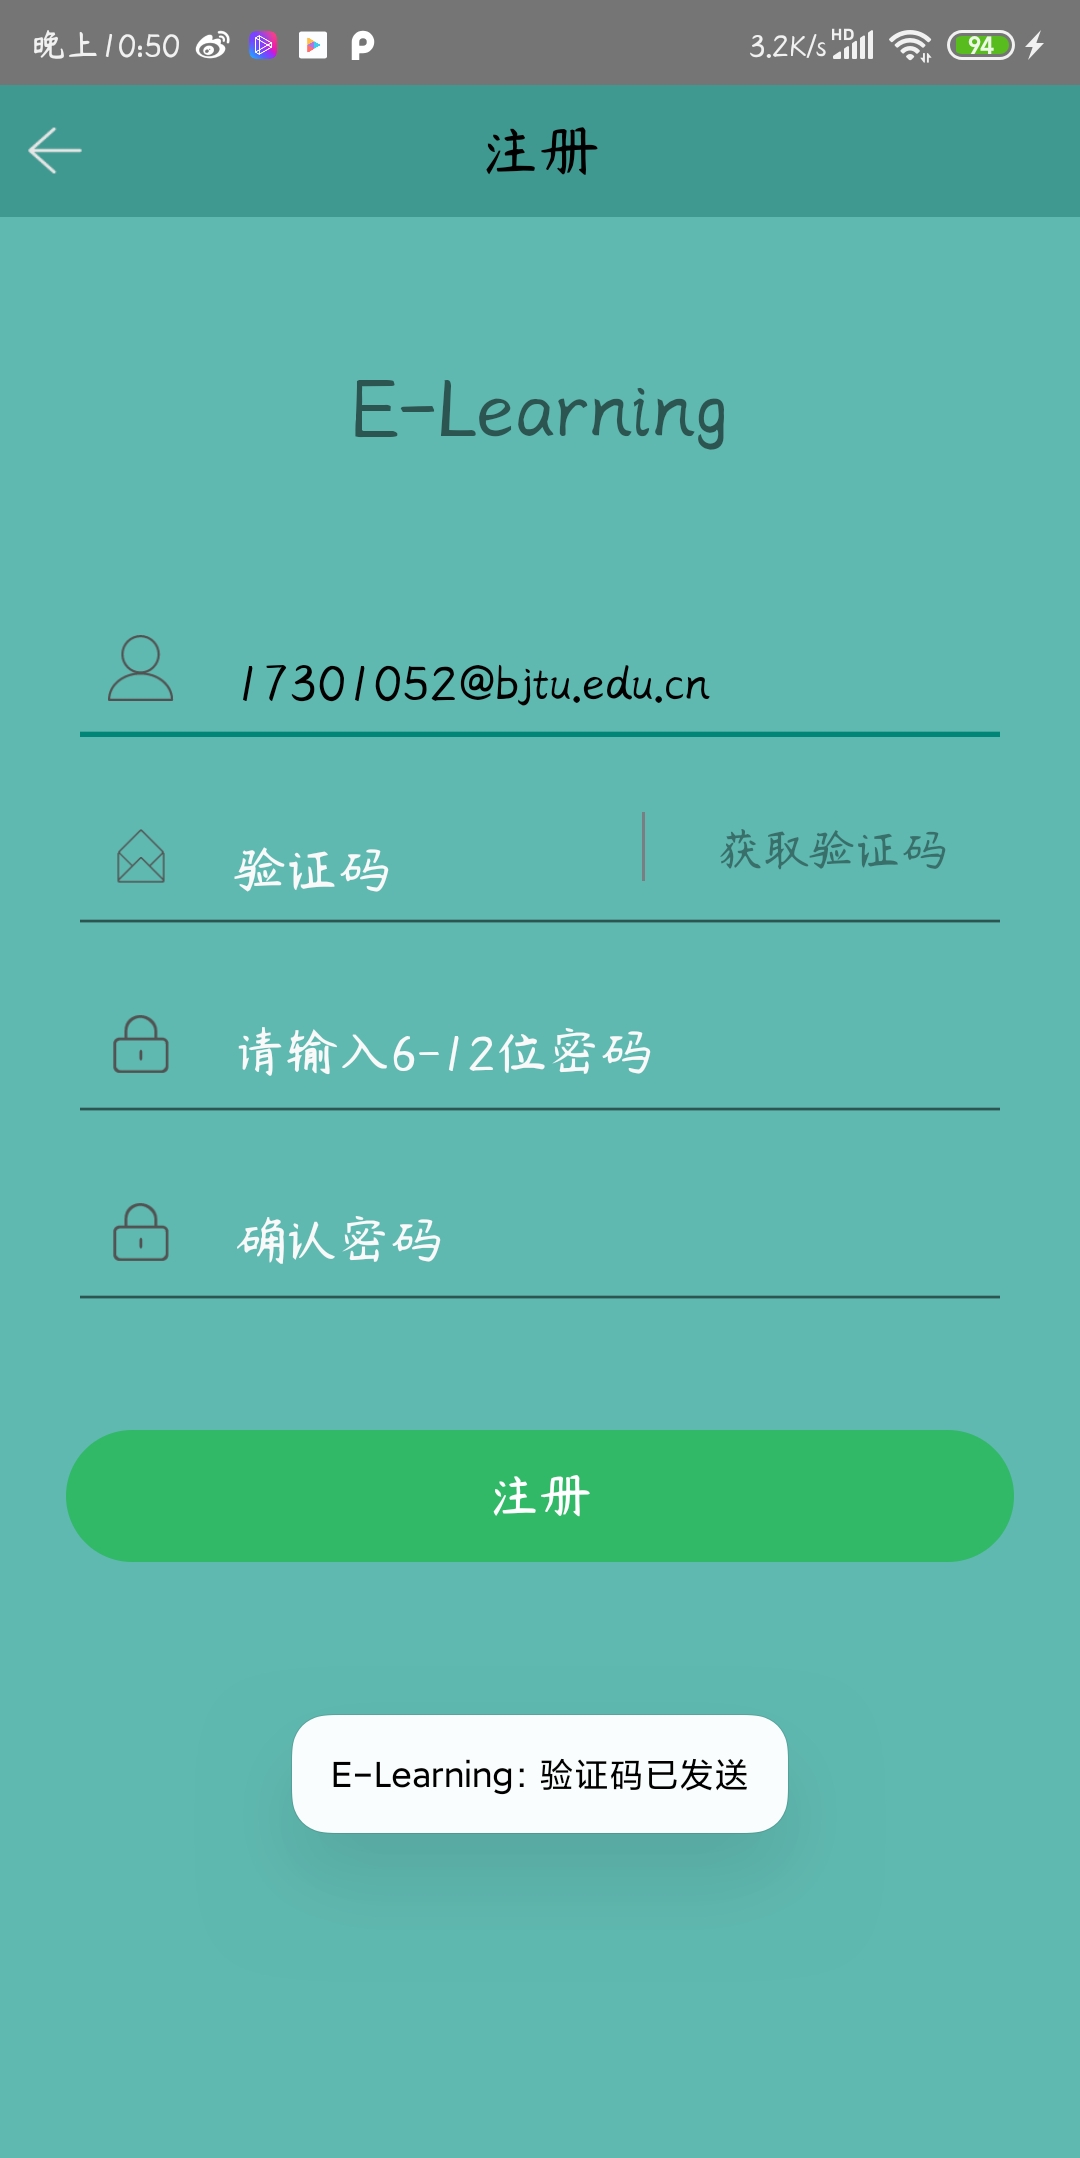 晚上10:50 3.2K/s HD 94
注册
E-Learning
17301052@bjtu.edu.cn
验证码 获取验证码
请输入6-12位密码
确认密码
注册
E-Learning: 验证码已发送